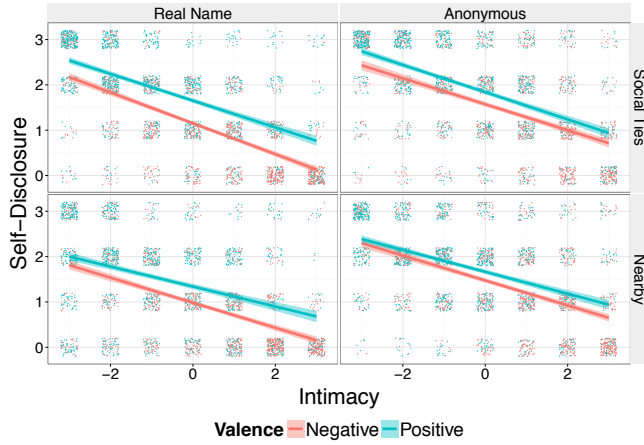 Real Name
Anonymous
Self-Disclosure
3
2
1
0
Social Ties
3
2
1
0
Nearby
-2
0
2
-2
0
2
Intimacy
Valence Negative Positive